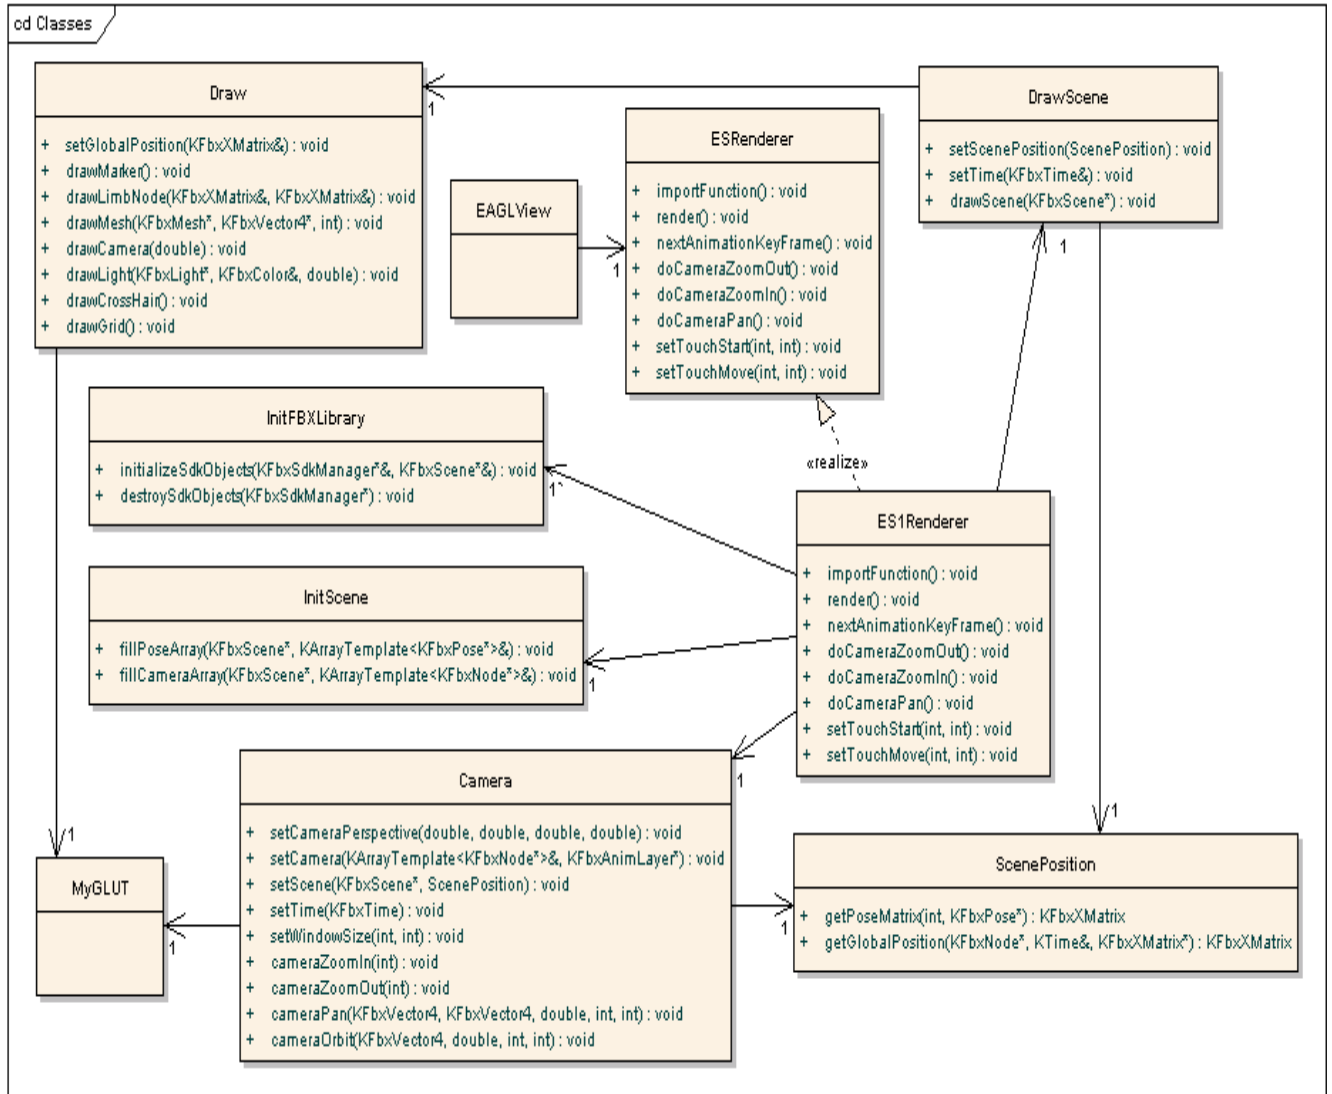 cd Classes
Draw
+ setGlobalPosition(KFbxXMatrix&) : void
+ drawMarker() : void
+ drawLimbNode(KFbxXMatrix&, KFbxXMatrix&) : void
+ drawMesh(KFbxMesh*, KFbxVector4*, int) : void
+ drawCamera(double) : void
+ drawLight(KFbxLight*, KFbxColor&, double) : void
+ drawCrossHair() : void
+ drawGrid() : void
1
EAGLView
1
ESRenderer
+ importFunction() : void
+ render() : void
+ nextAnimationKeyFrame() : void
+ doCameraZoomOut() : void
+ doCameraZoomIn() : void
+ doCameraPan() : void
+ setTouchStart(int, int) : void
+ setTouchMove(int, int) : void
DrawScene
+ setScenePosition(ScenePosition) : void
+ setTime(KFbxTime&) : void
+ drawScene(KFbxScene*) : void
1
«realize»
InitFBXLibrary
+ initializeSdkObjects(KFbxSdkManager*&, KFbxScene*&) : void
+ destroySdkObjects(KFbxSdkManager*) : void
1`
InitScene
+ fillPoseArray(KFbxScene*, KArrayTemplate<KFbxPose*>&) : void
+ fillCameraArray(KFbxScene*, KArrayTemplate<KFbxNode*>&) : void
1
ES1Renderer
+ importFunction() : void
+ render() : void
+ nextAnimationKeyFrame() : void
+ doCameraZoomOut() : void
+ doCameraZoomIn() : void
+ doCameraPan() : void
+ setTouchStart(int, int) : void
+ setTouchMove(int, int) : void
1
Camera
+ setCameraPerspective(double, double, double, double) : void
+ setCamera(KArrayTemplate<KFbxNode*>&, KFbxAnimLayer*) : void
+ setScene(KFbxScene*, ScenePosition) : void
+ setTime(KFbxTime) : void
+ setWindowSize(int, int) : void
+ cameraZoomIn(int) : void
+ cameraZoomOut(int) : void
+ cameraPan(KFbxVector4, KFbxVector4, double, int, int) : void
+ cameraOrbit(KFbxVector4, double, int, int) : void
1
MyGLUT
1
1
1
ScenePosition
+ getPoseMatrix(int, KFbxPose*) : KFbxXMatrix
+ getGlobalPosition(KFbxNode*, KTime&, KFbxXMatrix*) : KFbxXMatrix